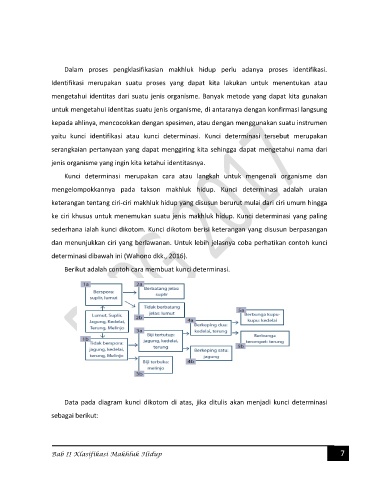 Dalam proses pengklasifikasian makhluk hidup perlu adanya proses identifikasi.
Identifikasi merupakan suatu proses yang dapat kita lakukan untuk menentukan atau
mengetahui identitas dari suatu jenis organisme. Banyak metode yang dapat kita gunakan
untuk mengetahui identitas suatu jenis organisme, di antaranya dengan konfirmasi langsung
kepada ahlinya, mencocokkan dengan spesimen, atau dengan menggunakan suatu instrumen
yaitu kunci identifikasi atau kunci determinasi. Kunci determinasi tersebut merupakan
serangkaian pertanyaan yang dapat menggiring kita sehingga dapat mengetahui nama dari
jenis organisme yang ingin kita ketahui identitasnya.
Kunci determinasi merupakan cara atau langkah untuk mengenali organisme dan
mengelompokkannya pada takson makhluk hidup. Kunci determinasi adalah uraian
keterangan tentang ciri-ciri makhluk hidup yang disusun berurut mulai dari ciri umum hingga
ke ciri khusus untuk menemukan suatu jenis makhluk hidup. Kunci determinasi yang paling
sederhana ialah kunci dikotom. Kunci dikotom berisi keterangan yang disusun berpasangan
dan menunjukkan ciri yang berlawanan. Untuk lebih jelasnya coba perhatikan contoh kunci
determinasi dibawah ini (Wahono dkk., 2016).
Berikut adalah contoh cara membuat kunci determinasi.
1a
Berspora:
suplir, lumut
2a
Berbatang jelas:
suplir
Tidak berbatang
jelas: lumut
2b
Lumut, Suplir,
Jagung, Kedelai,
Terung, Melinjo
1b
Tidak berspora:
jagung, kedelai,
terung, Melinjo
3a
Biji tertutup:
jagung, kedelai,
terung
Biji terbuka:
melinjo
3b
4a
Berkeping dua:
kedelai, terung
Berkeping satu:
jagung
4b
5a
Berbunga kupu-
kupu: kedelai
Berbunga
terompet: terung
5b
Data pada diagram kunci dikotom di atas, jika ditulis akan menjadi kunci determinasi
sebagai berikut:
Bab II Klasifikasi Makhluk Hidup
7
2017